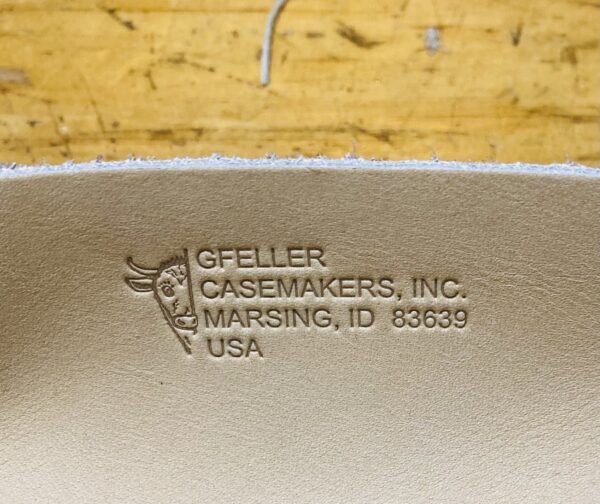 GFELLER
CASEMAKERS, INC.
MARSING, ID 83639
USA